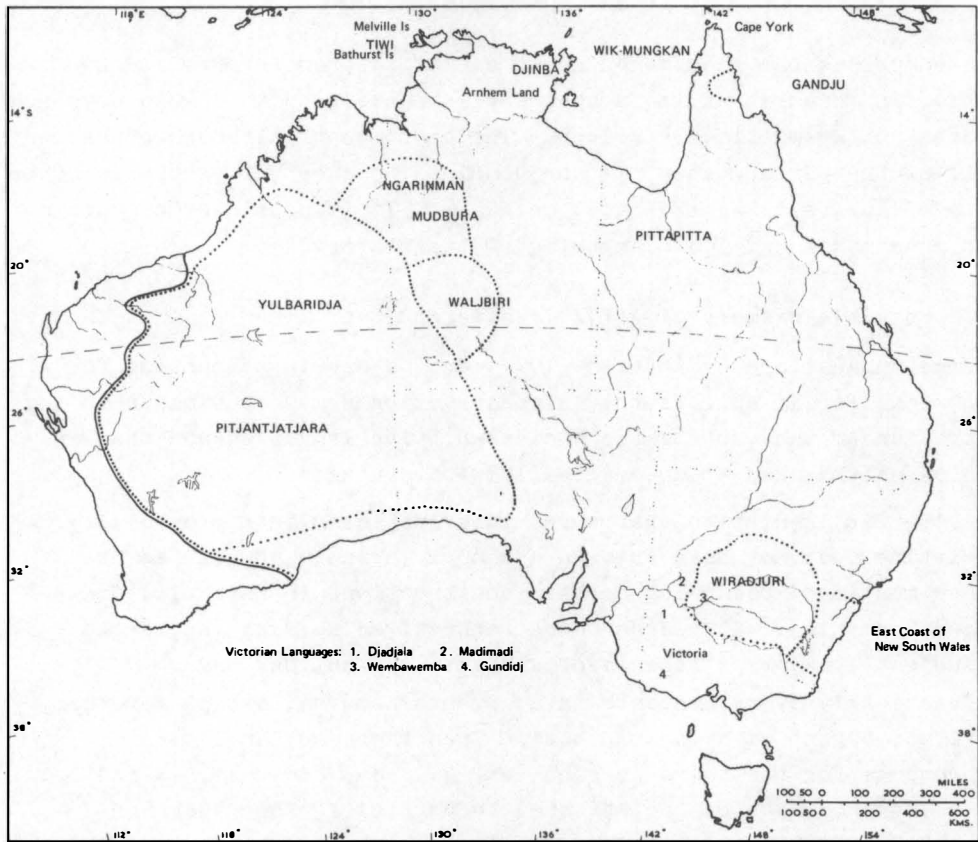 118°E
124
130
136
142
148
Melville Is
TIWI
Bathurst Is
Cape York
WIK-MUNGKAN
DJINBA
Arnhem Land
GANDJU
14°S
14
NGARINMAN
MUDBURA
PITTAPITTA
20°
20°
YULBARIDJA
WALJBIRI
26°
26°
PITJANTJATJARA
32°
32°
2
WIRADJURI
3
1
East Coast of
New South Wales
Victorian Languages: 1. Djadjala 2. Madimadi
3. Wembawemba 4. Gundidj
Victoria
4
38°
38°
MILES
100 50 0 100 200 300 400
100 50 0 200 400 600
KMS.
112°
118°
124°
130°
136°
142°
148°
154°